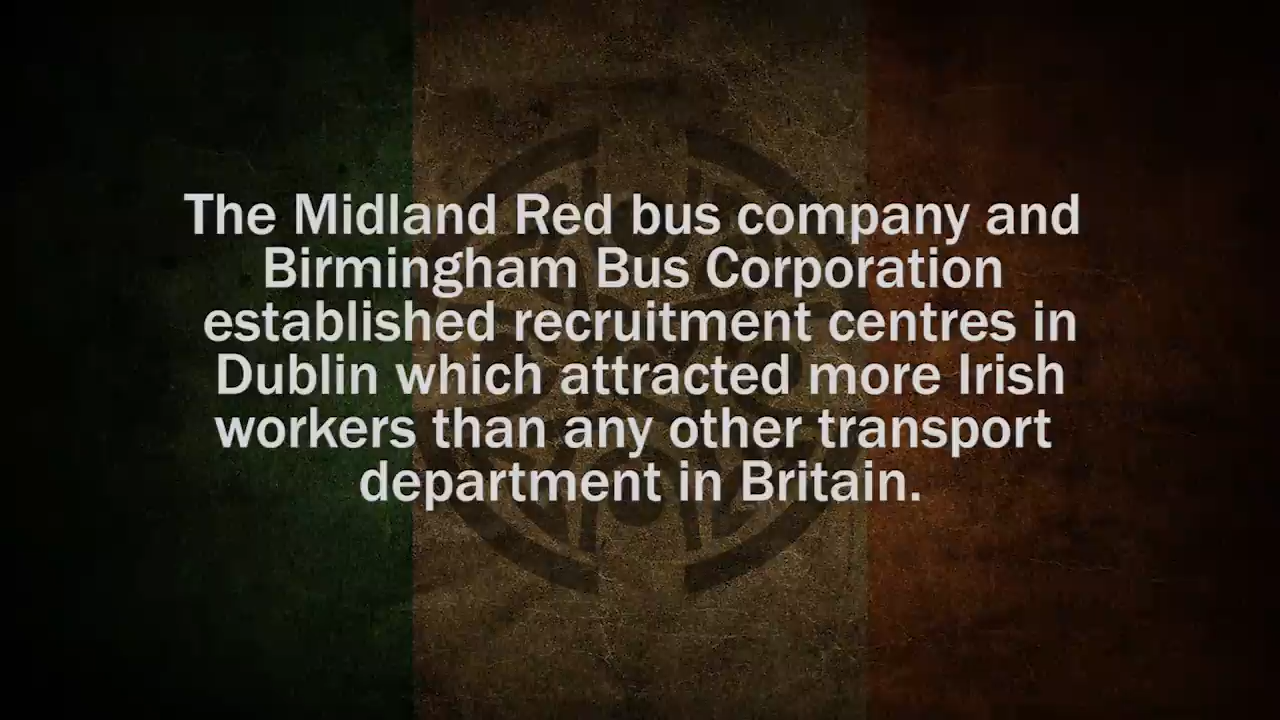 The Midland Red bus company and
Birmingham Bus Corporation
established recruitment centres in
Dublin which attracted more Irish
workers than any other transport
department in Britain.